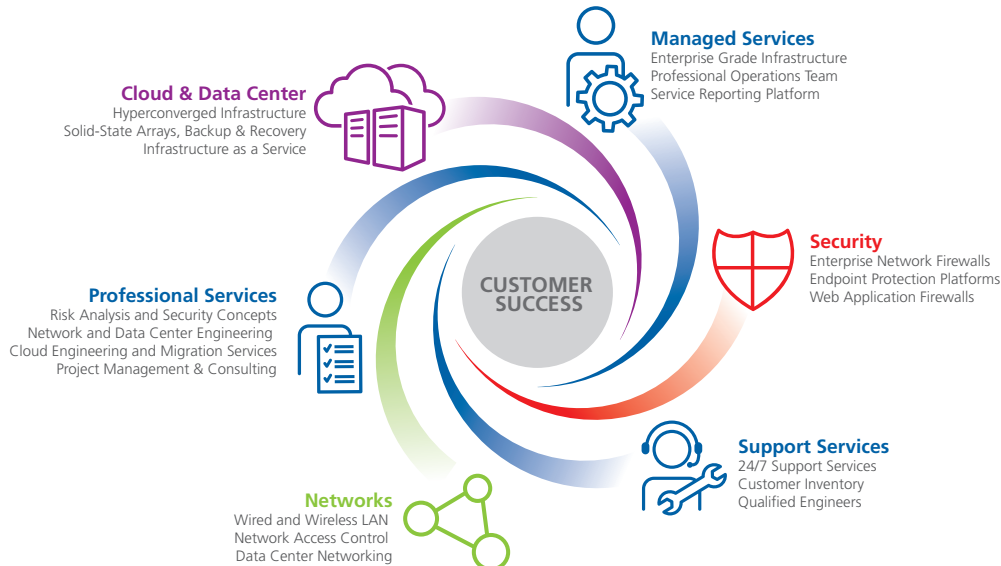 Managed Services
Enterprise Grade Infrastructure
Professional Operations Team
Service Reporting Platform
Cloud & Data Center
Hyperconverged Infrastructure
Solid-State Arrays, Backup & Recovery
Infrastructure as a Service
Security
Enterprise Network Firewalls
Endpoint Protection Platforms
Web Application Firewalls
CUSTOMER
SUCCESS
Professional Services
Risk Analysis and Security Concepts
Network and Data Center Engineering
Cloud Engineering and Migration Services
Project Management & Consulting
Support Services
24/7 Support Services
Customer Inventory
Qualified Engineers
Networks
Wired and Wireless LAN
Network Access Control
Data Center Networking